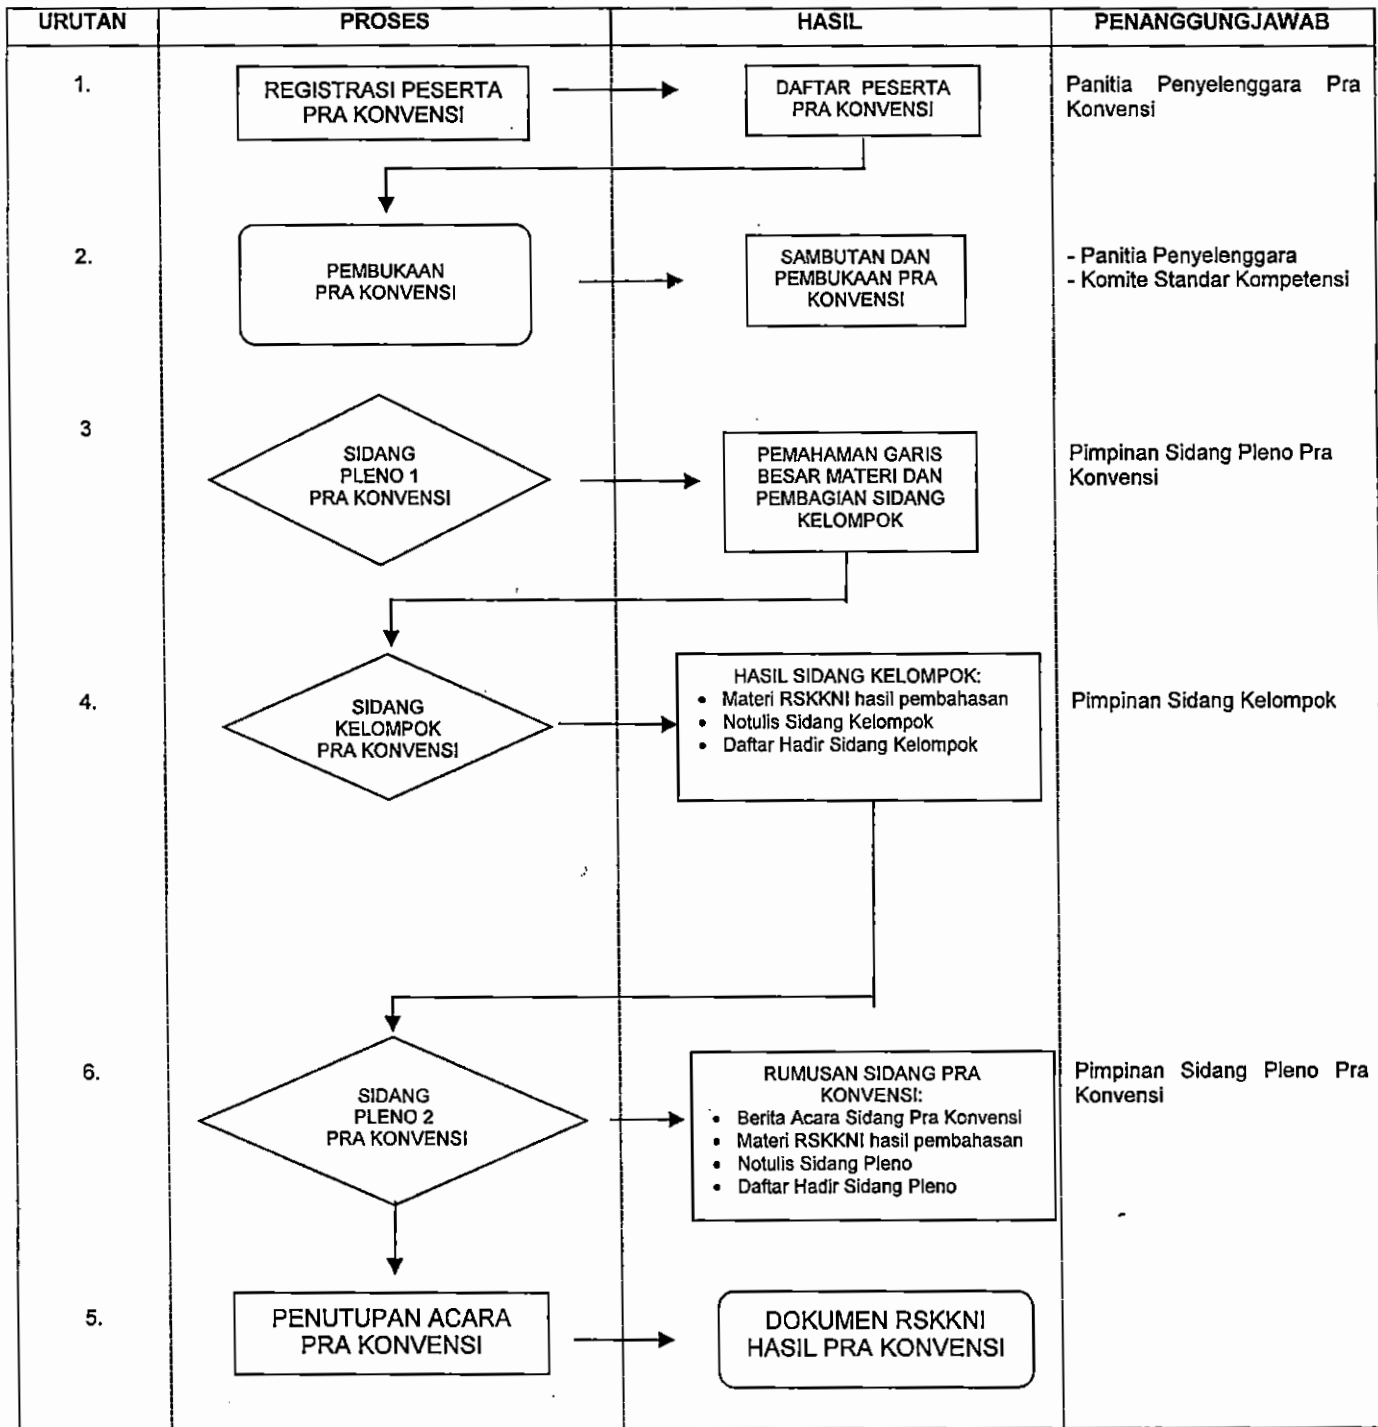 URUTAN PROSES HASIL PENANGGUNGJAWAB
1.
REGISTRASI PESERTA
PRA KONVENSI
DAFTAR PESERTA
PRA KONVENSI
Panitia Penyelenggara Pra
Konvensi
2.
PEMBUKAAN
PRA KONVENSI
SAMBUTAN DAN
PEMBUKAAN PRA
KONVENSI
- Panitia Penyelenggara
- Komite Standar Kompetensi
3
SIDANG
PLENO 1
PRA KONVENSI
PEMAHAMAN GARIS
BESAR MATERI DAN
PEMBAGIAN SIDANG
KELOMPOK
Pimpinan Sidang Pleno Pra
Konvensi
4.
SIDANG
KELOMPOK
PRA KONVENSI
HASIL SIDANG KELOMPOK:
• Materi RSKKNI hasil pembahasan
• Notulis Sidang Kelompok
• Daftar Hadir Sidang Kelompok
Pimpinan Sidang Kelompok
6.
SIDANG
PLENO 2
PRA KONVENSI
RUMUSAN SIDANG PRA
KONVENSI:
• Berita Acara Sidang Pra Konvensi
• Materi RSKKNI hasil pembahasan
• Notulis Sidang Pleno
• Daftar Hadir Sidang Pleno
Pimpinan Sidang Pleno Pra
Konvensi
5.
PENUTUPAN ACARA
PRA KONVENSI
DOKUMEN RSKKNI
HASIL PRA KONVENSI